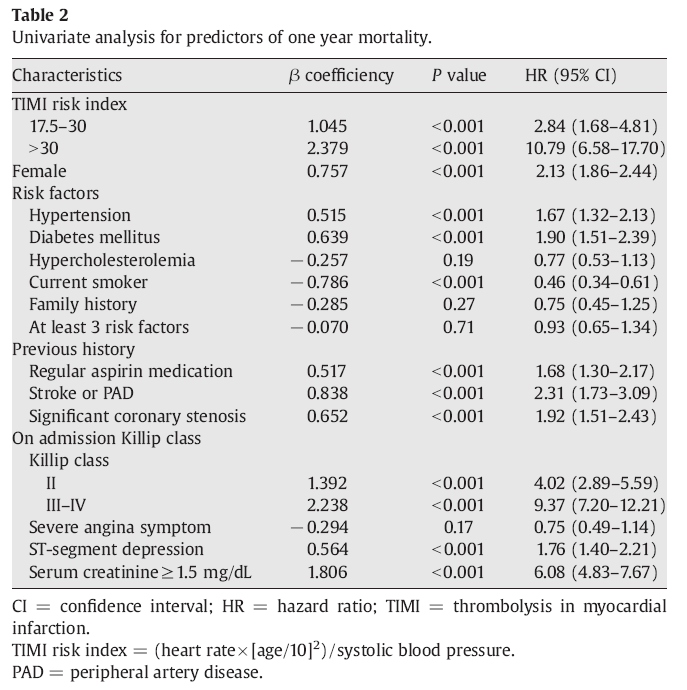 Table 2
Univariate analysis for predictors of one year mortality.
Characteristics β coefficiency P value HR (95% CI)
TIMI risk index
17.5–30 1.045 <0.001 2.84 (1.68–4.81)
>30 2.379 <0.001 10.79 (6.58–17.70)
Female 0.757 <0.001 2.13 (1.86–2.44)
Risk factors
Hypertension 0.515 <0.001 1.67 (1.32–2.13)
Diabetes mellitus 0.639 <0.001 1.90 (1.51–2.39)
Hypercholesterolemia −0.257 0.19 0.77 (0.53–1.13)
Current smoker −0.786 <0.001 0.46 (0.34–0.61)
Family history −0.285 0.27 0.75 (0.45–1.25)
At least 3 risk factors −0.070 0.71 0.93 (0.65–1.34)
Previous history
Regular aspirin medication 0.517 <0.001 1.68 (1.30–2.17)
Stroke or PAD 0.838 <0.001 2.31 (1.73–3.09)
Significant coronary stenosis 0.652 <0.001 1.92 (1.51–2.43)
On admission Killip class
Killip class
II 1.392 <0.001 4.02 (2.89–5.59)
III–IV 2.238 <0.001 9.37 (7.20–12.21)
Severe angina symptom −0.294 0.17 0.75 (0.49–1.14)
ST-segment depression 0.564 <0.001 1.76 (1.40–2.21)
Serum creatinine≥1.5 mg/dL 1.806 <0.001 6.08 (4.83–7.67)
CI = confidence interval; HR = hazard ratio; TIMI = thrombolysis in myocardial
infarction.
TIMI risk index = (heart rate×[age/10]²)/systolic blood pressure.
PAD = peripheral artery disease.